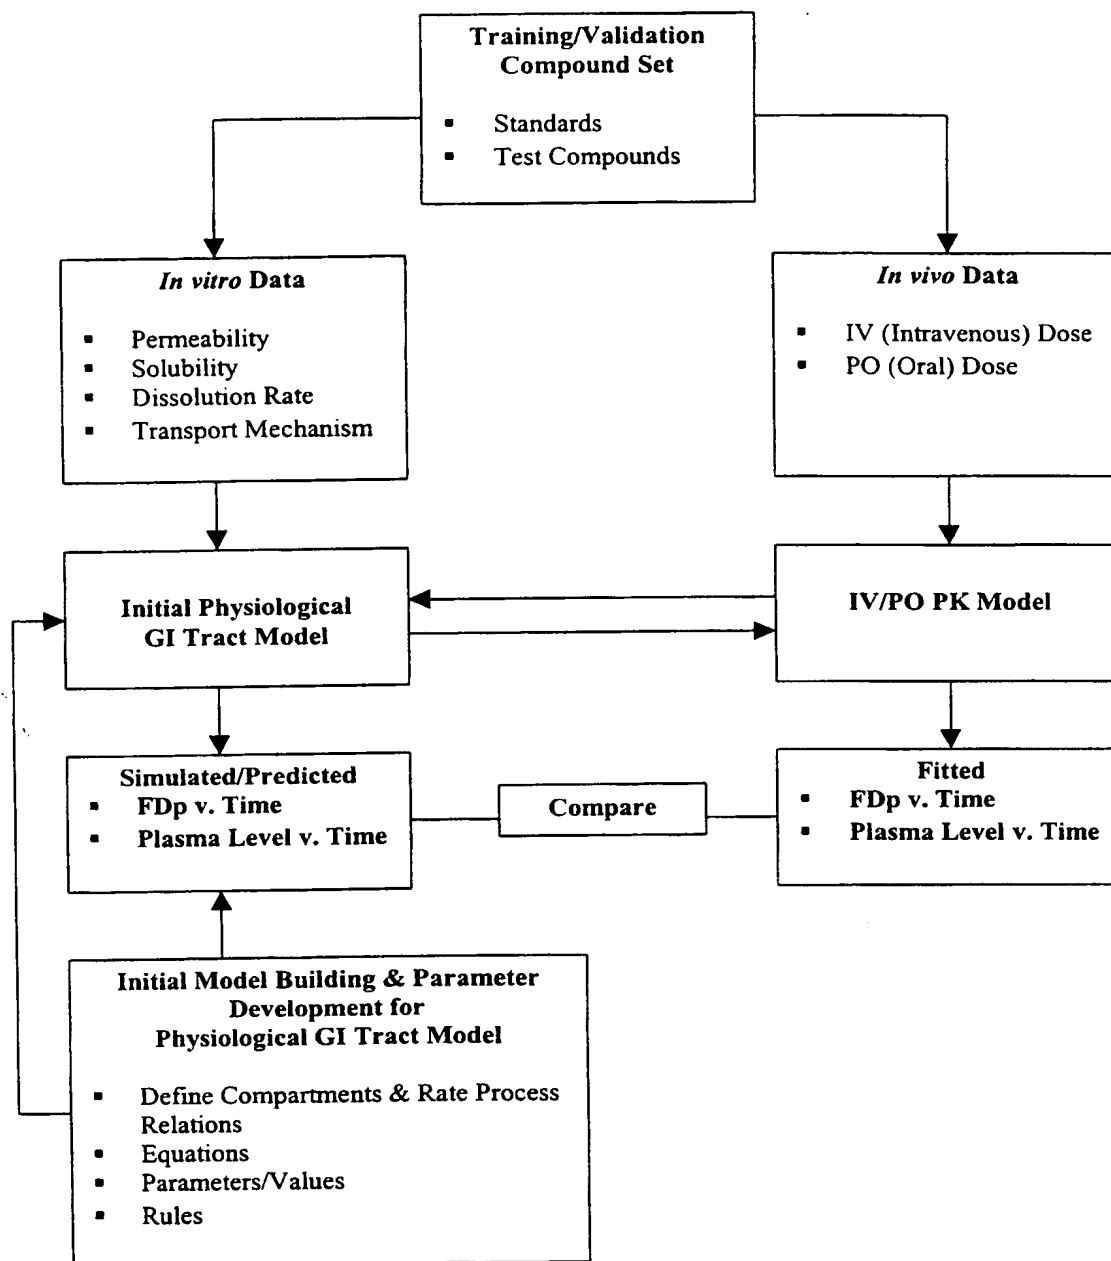 Training/Validation
Compound Set
▪ Standards
▪ Test Compounds
In vitro Data
▪ Permeability
▪ Solubility
▪ Dissolution Rate
▪ Transport Mechanism
In vivo Data
▪ IV (Intravenous) Dose
▪ PO (Oral) Dose
Initial Physiological
GI Tract Model
IV/PO PK Model
Simulated/Predicted
▪ FDp v. Time
▪ Plasma Level v. Time
Compare
Fitted
▪ FDp v. Time
▪ Plasma Level v. Time
Initial Model Building & Parameter
Development for
Physiological GI Tract Model
▪ Define Compartments & Rate Process
Relations
▪ Equations
▪ Parameters/Values
▪ Rules